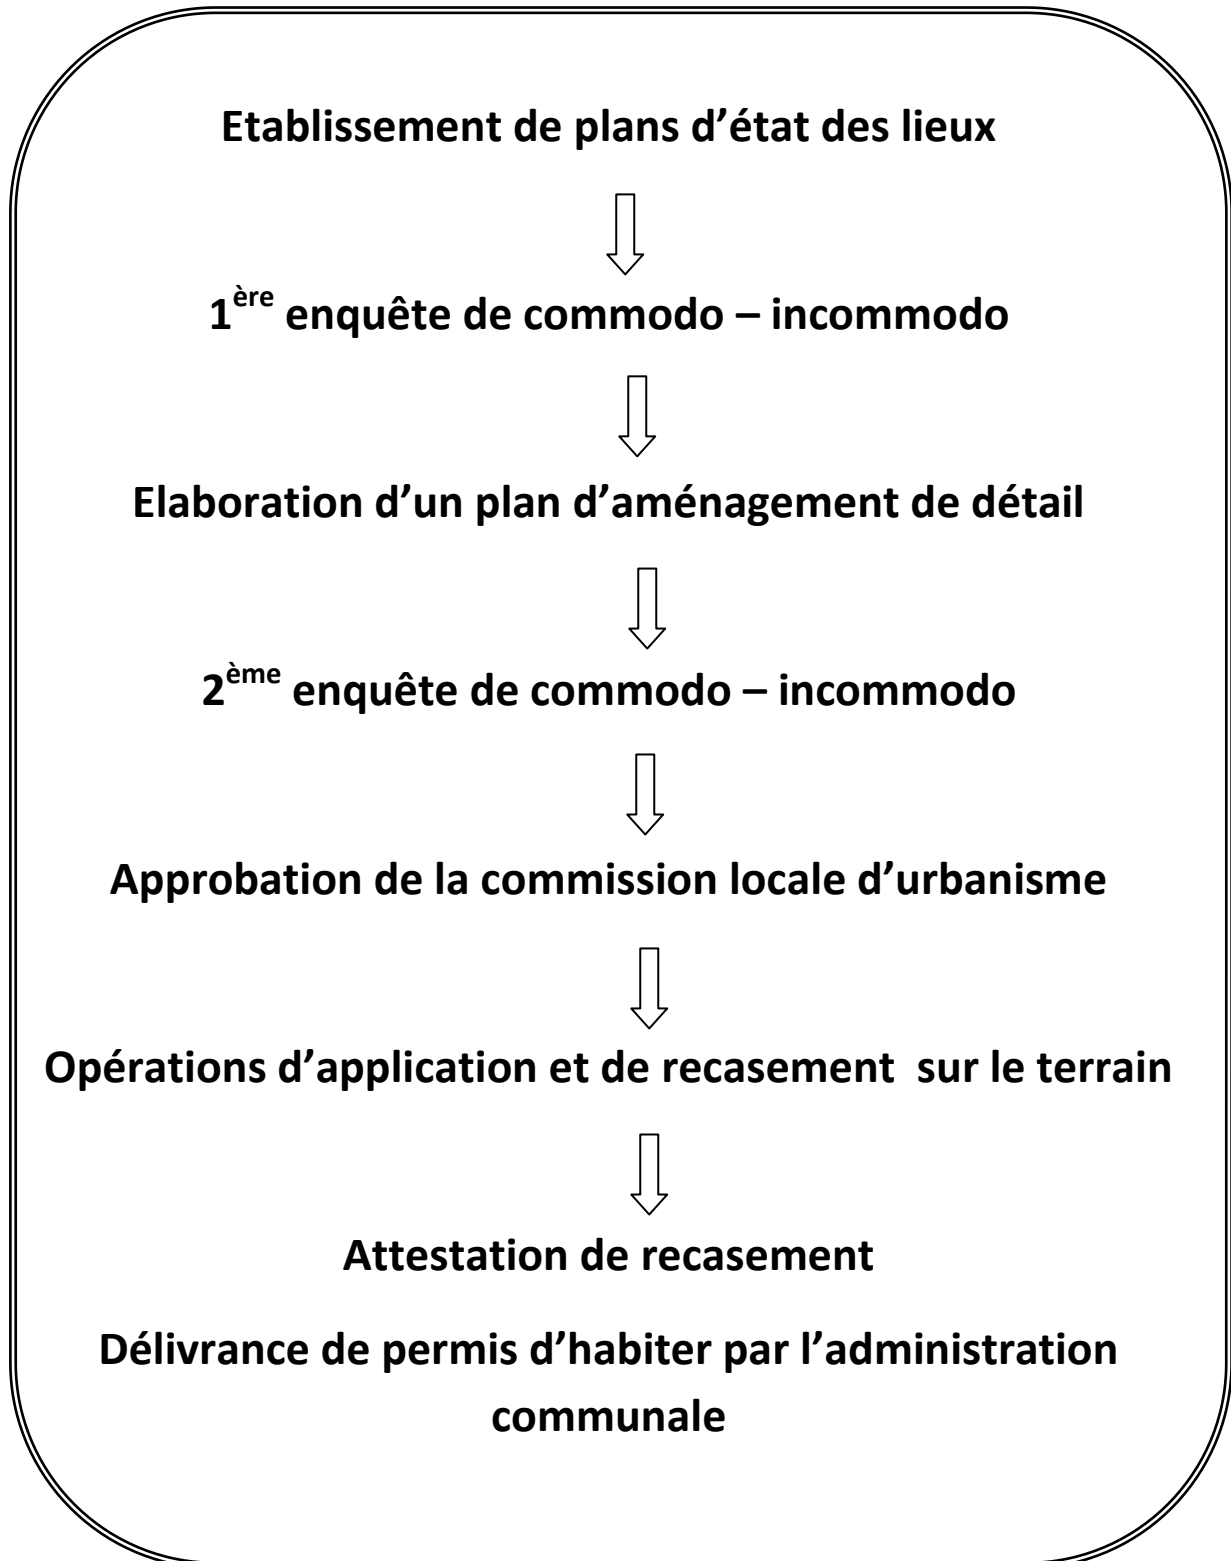 Etablissement de plans d’état des lieux
1ère enquête de commodo – incommodo
Elaboration d’un plan d’aménagement de détail
2ème enquête de commodo – incommodo
Approbation de la commission locale d’urbanisme
Opérations d’application et de recasement sur le terrain
Attestation de recasement
Délivrance de permis d’habiter par l’administration
communale